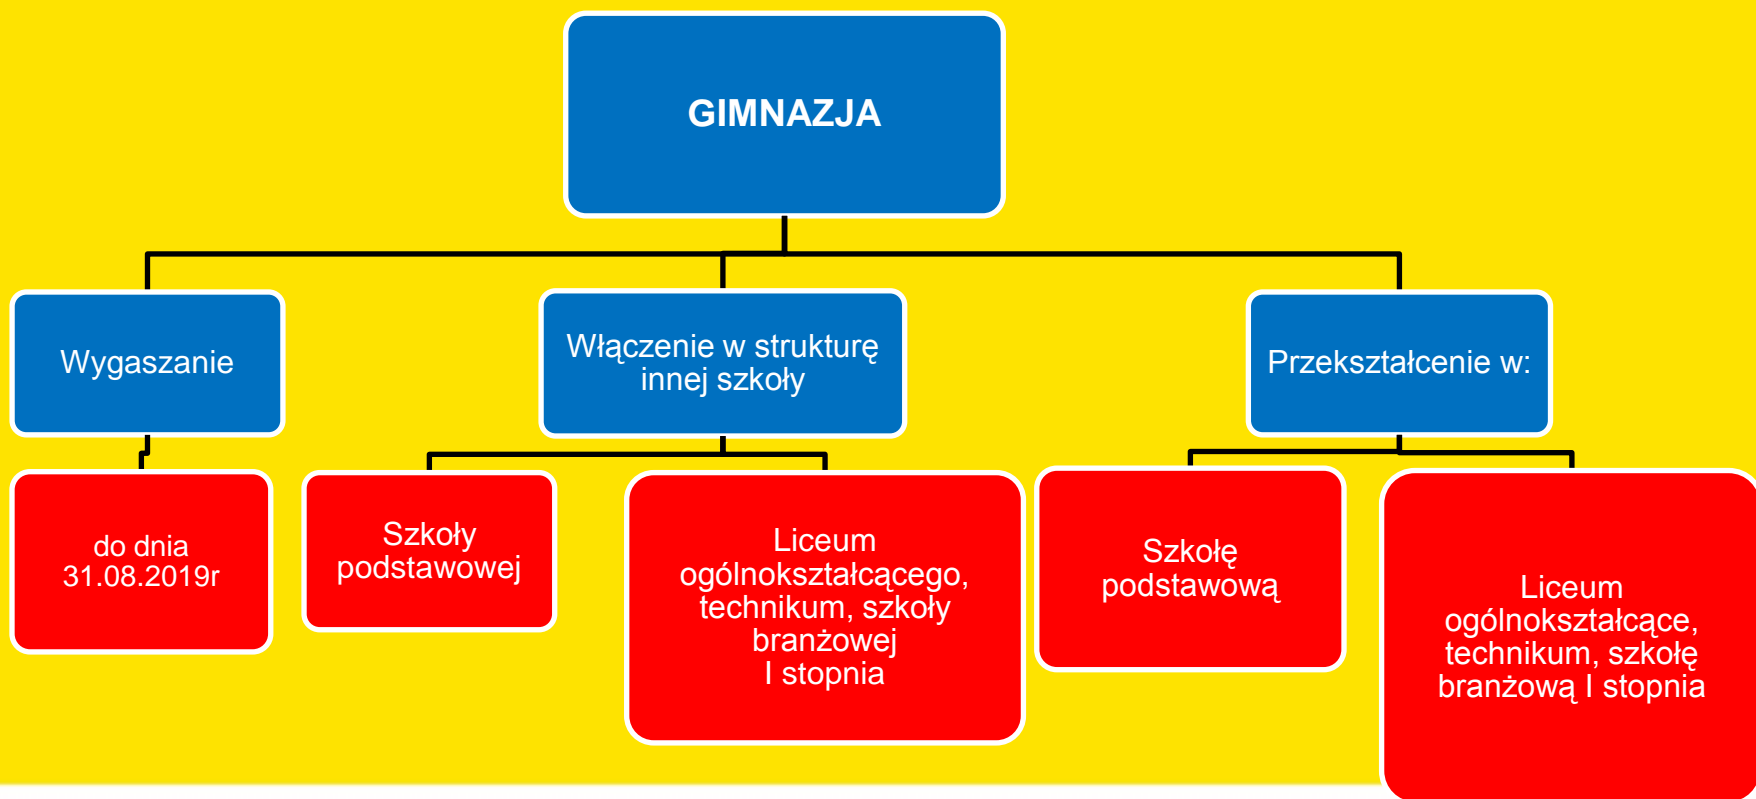 GIMNAZJA
Wygaszanie
Włączenie w strukturę
innej szkoły
Przekształcenie w:
do dnia
31.08.2019r
Szkoły
podstawowej
Liceum
ogólnokształcącego,
technikum, szkoły
branżowej
I stopnia
Szkołę
podstawową
Liceum
ogólnokształcące,
technikum, szkołę
branżową I stopnia